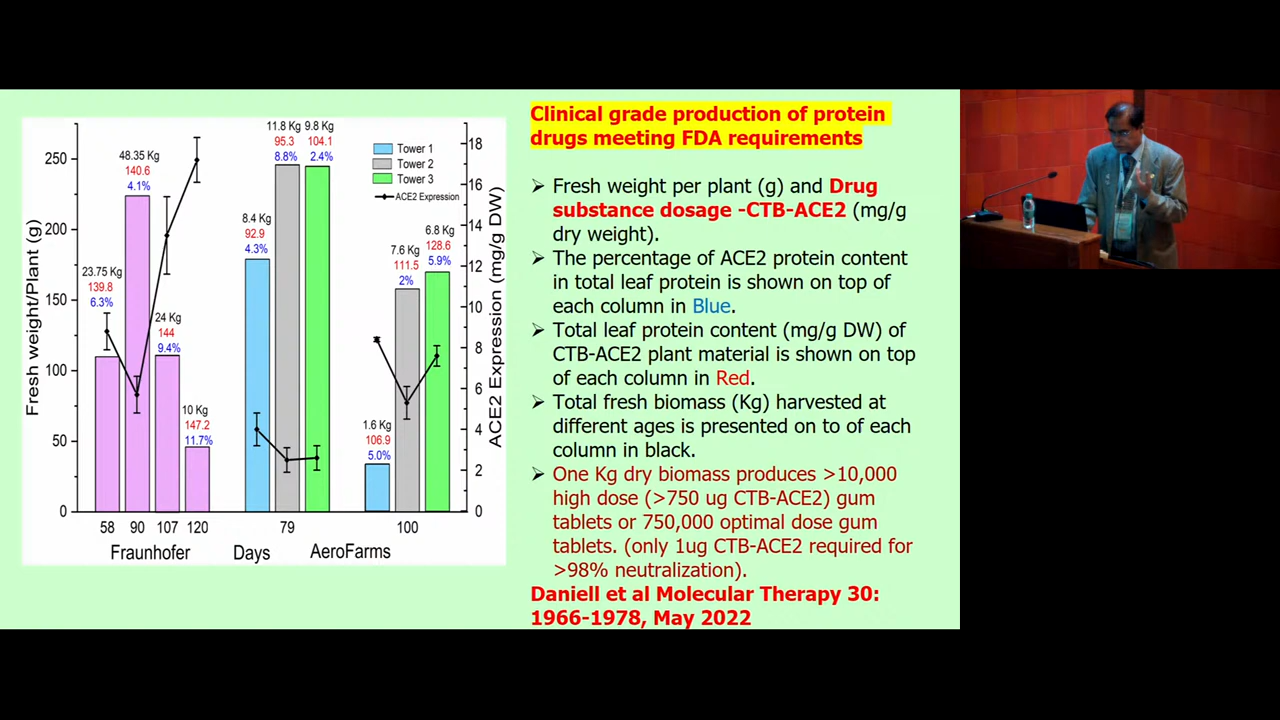 Clinical grade production of protein
drugs meeting FDA requirements
Fresh weight per plant (g) and Drug
substance dosage -CTB-ACE2 (mg/g
dry weight).
The percentage of ACE2 protein content
in total leaf protein is shown on top of
each column in Blue.
Total leaf protein content (mg/g DW) of
CTB-ACE2 plant material is shown on top
of each column in Red.
Total fresh biomass (Kg) harvested at
different ages is presented on to of each
column in black.
One Kg dry biomass produces >10,000
high dose (>750 ug CTB-ACE2) gum
tablets or 750,000 optimal dose gum
tablets. (only 1ug CTB-ACE2 required for
>98% neutralization).
Daniell et al Molecular Therapy 30:
1966-1978, May 2022
Fresh weight/Plant (g)
250
200
150
100
50
0
23.75 Kg
139.8
6.3%
48.35 Kg
140.6
4.1%
24 Kg
144
9.4%
10 Kg
147.2
11.7%
8.4 Kg
92.9
4.3%
11.8 Kg
95.3
8.8%
9.8 Kg
104.1
2.4%
1.6 Kg
106.9
5.0%
7.6 Kg
111.5
2%
6.8 Kg
128.6
5.9%
Tower 1
Tower 2
Tower 3
ACE2 Expression
18
16
14
12
10
8
6
4
2
0
ACE2 Expression (mg/g DW)
58 90 107 120 79 100
Fraunhofer Days AeroFarms